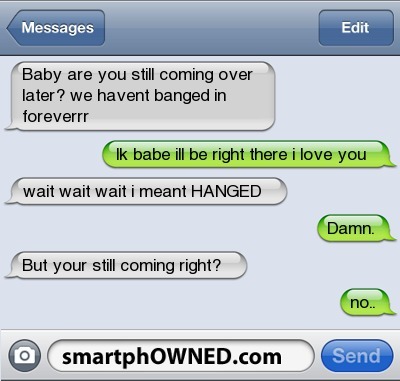 Messages
Edit
Baby are you still coming over
later? we havent banged in
foreverrr
Ik babe ill be right there i love you
wait wait wait i meant HANGED
Damn.
But your still coming right?
no..
smartphOWNED.com
Send